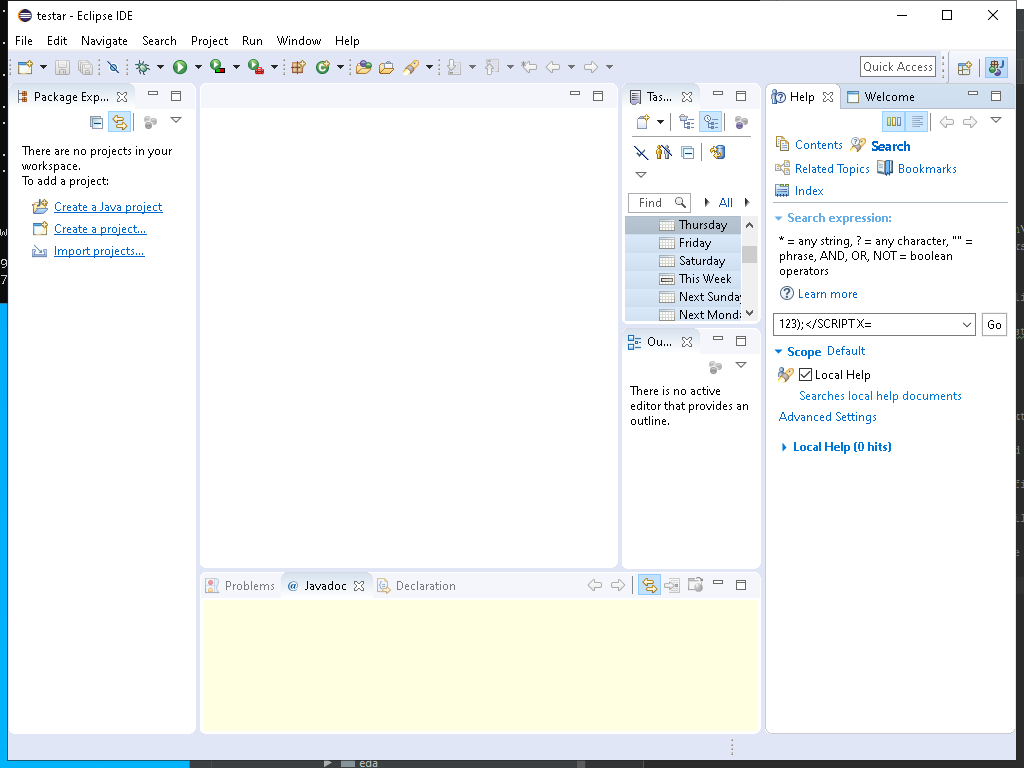 testar - Eclipse IDE
File Edit Navigate Search Project Run Window Help
Quick Access
Package Exp...
There are no projects in your
workspace.
To add a project:
Create a Java project
Create a project...
Import projects...
Tas...
Find
All
Thursday
Friday
Saturday
This Week
Next Sunday
Next Mond
Ou...
There is no active
editor that provides an
outline.
Problems
@ Javadoc
Declaration
Help
Welcome
Contents
Search
Related Topics
Bookmarks
Index
Search expression:
* = any string, ? = any character, "" =
phrase, AND, OR, NOT = boolean
operators
Learn more
123);</SCRIPTX=
Go
Scope Default
Local Help
Searches local help documents
Advanced Settings
Local Help (0 hits)
eda